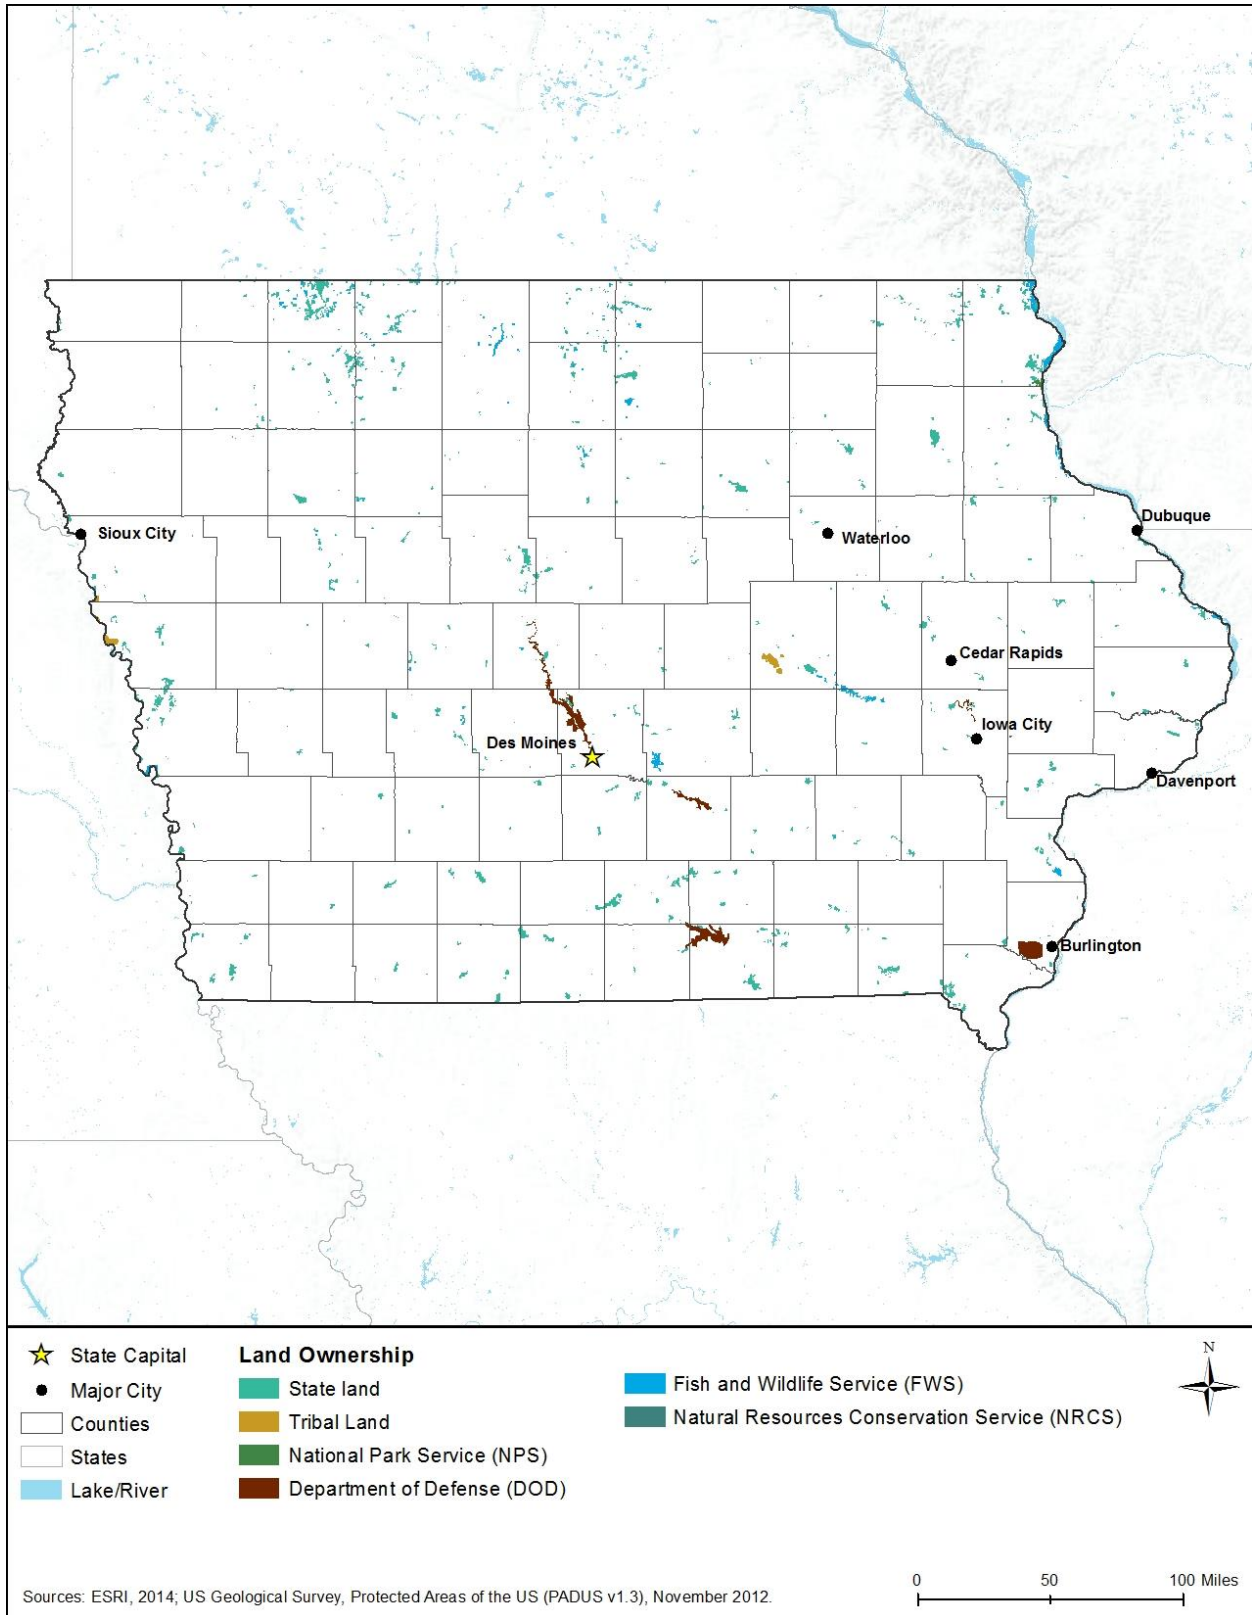 Sioux City
Waterloo
Dubuque
Cedar Rapids
Iowa City
Des Moines
Davenport
Burlington
State Capital
Major City
Counties
States
Lake/River
Land Ownership
State land
Tribal Land
National Park Service (NPS)
Department of Defense (DOD)
Fish and Wildlife Service (FWS)
Natural Resources Conservation Service (NRCS)
N
Sources: ESRI, 2014; US Geological Survey, Protected Areas of the US (PADUS v1.3), November 2012.
0 50 100 Miles